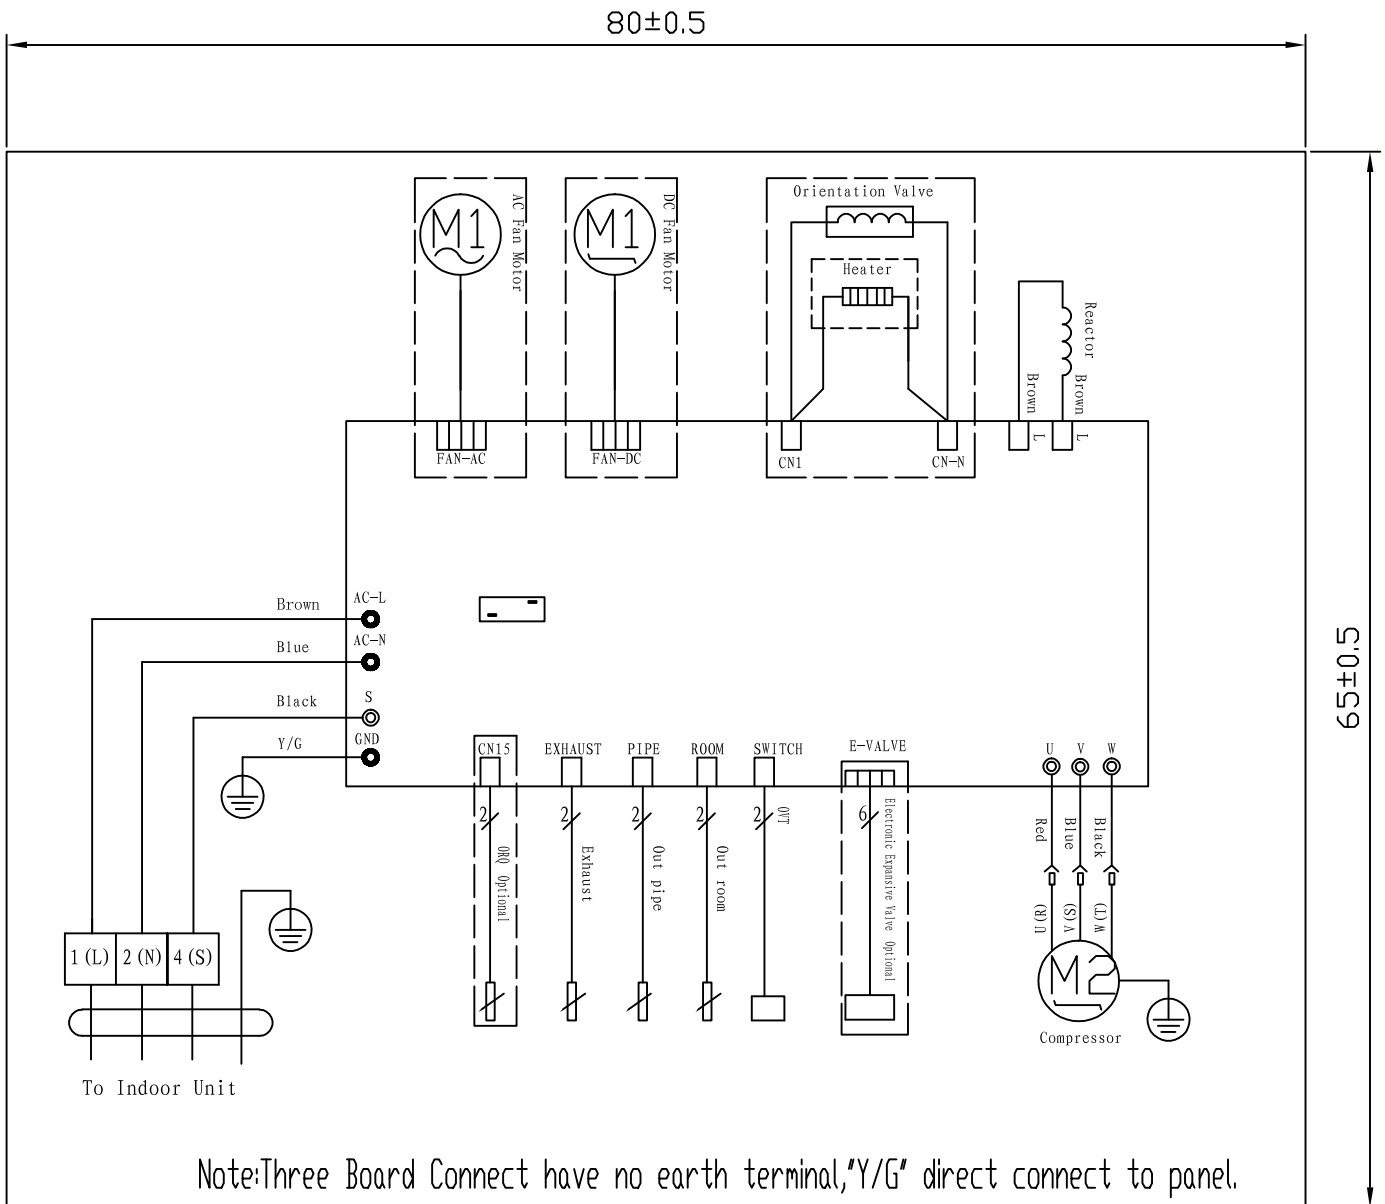 80±0.5
65±0.5
M1
AC Fan Motor
FAN-AC
M1
DC Fan Motor
FAN-DC
Orientation Valve
Heater
CN1
CN-N
Reactor
Brown
Brown
L
L
Brown
AC-L
Blue
AC-N
Black
S
Y/G
GND
CN15
EXHAUST
PIPE
ROOM
SWITCH
E-VALVE
U
V
W
2
2
2
2
2
6
ORQ Optional
Exhaust
Out pipe
Out room
OVT
Electronic Expansive Valve Optional
Red
Blue
Black
U(R)
V(S)
W(T)
M2
Compressor
1(L)
2(N)
4(S)
To Indoor Unit
Note:Three Board Connect have no earth terminal,"Y/G" direct connect to panel.